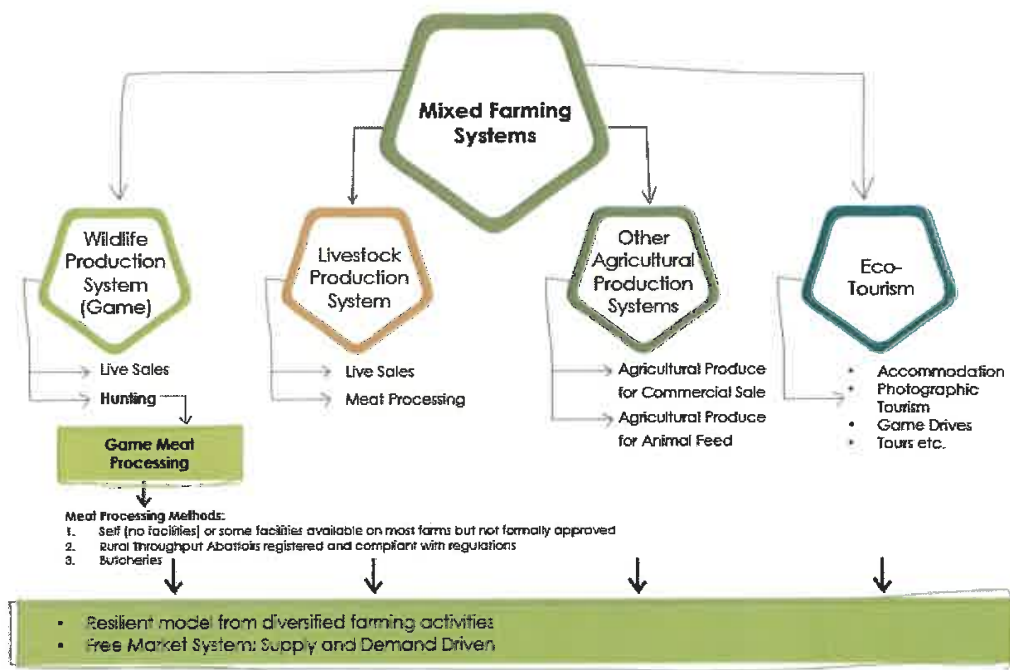 Mixed Farming
Systems
Wildlife
Production
System
(Game)
Live Sales
Hunting
Game Meat
Processing
Livestock
Production
System
Live Sales
Meat Processing
Other
Agricultural
Production
Systems
Agricultural Produce
for Commercial Sale
Agricultural Produce
for Animal Feed
Eco-
Tourism
• Accommodation
• Photographic
Tourism
• Game Drives
• Tours etc.
Meat Processing Methods:
1. Self (no facilities) or some facilities available on most farms but not formally approved
2. Rural Throughput Abattoirs registered and compliant with regulations
3. Butcheries
• Resilient model from diversified farming activities
• Free Market System: Supply and Demand Driven